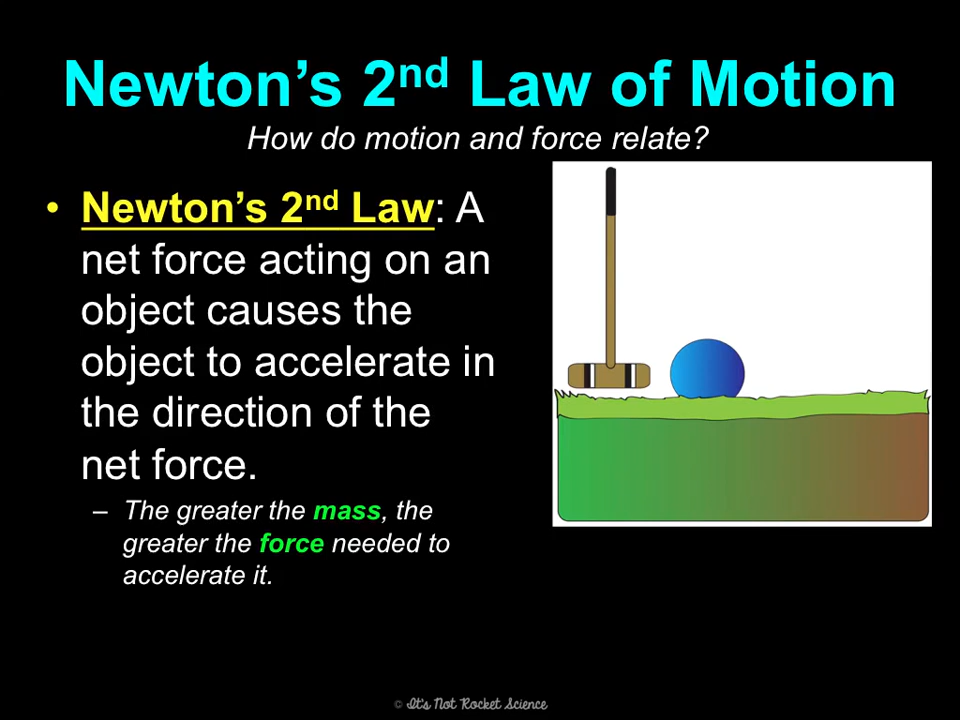 Newton’s 2nd Law of Motion
How do motion and force relate?
• Newton’s 2nd Law: A
net force acting on an
object causes the
object to accelerate in
the direction of the
net force.
– The greater the mass, the
greater the force needed to
accelerate it.
© It's Not Rocket Science